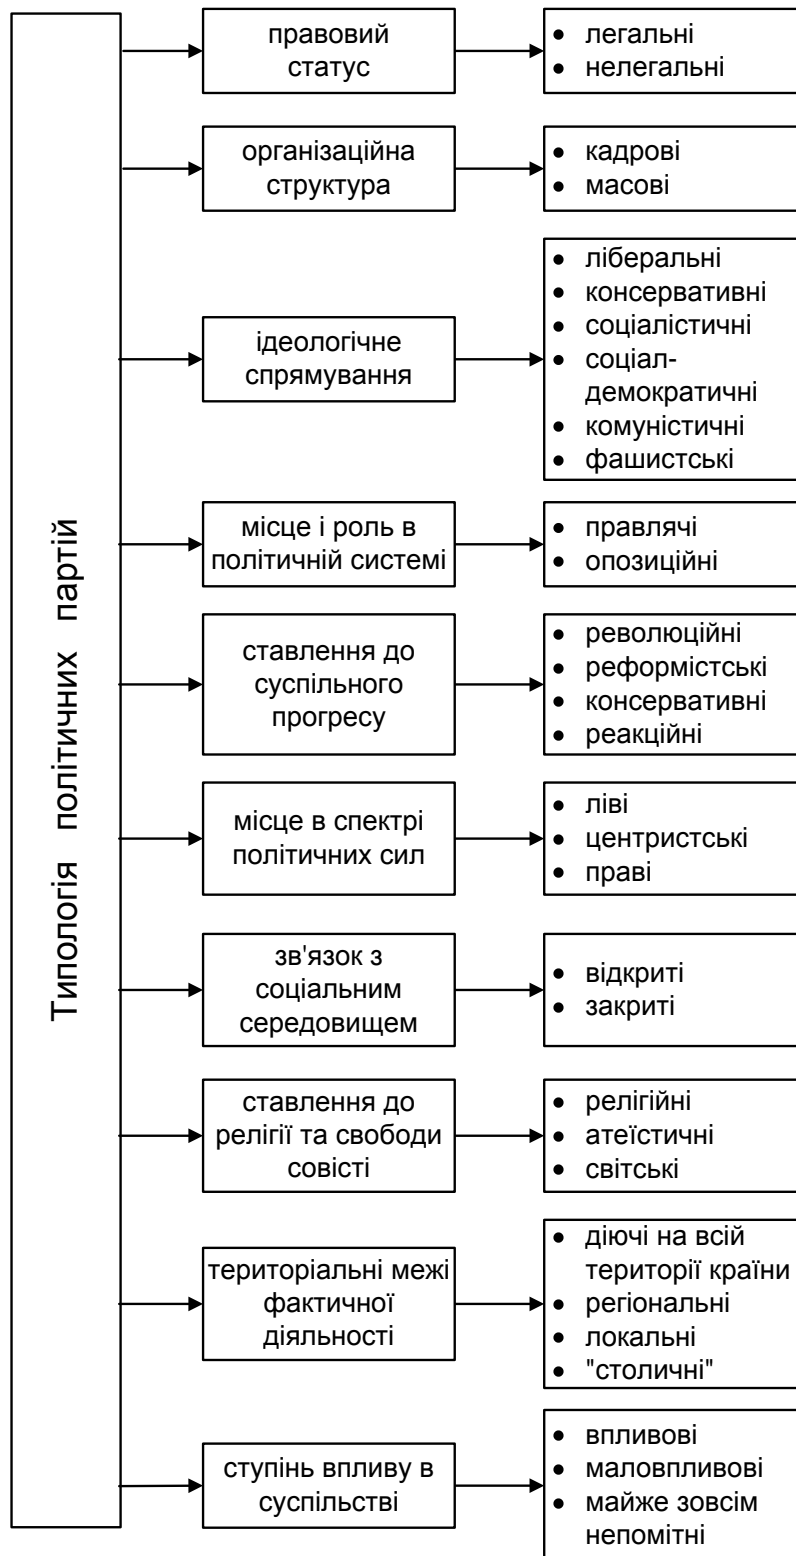 Типологія політичних партій
правовий
статус
• легальні
• нелегальні
організаційна
структура
• кадрові
• масові
ідеологічне
спрямування
• ліберальні
• консервативні
• соціалістичні
• соціал-
демократичні
• комуністичні
• фашистські
місце і роль в
політичній системі
• правлячі
• опозиційні
ставлення до
суспільного
прогресу
• революційні
• реформістські
• консервативні
• реакційні
місце в спектрі
політичних сил
• ліві
• центристські
• праві
зв'язок з
соціальним
середовищем
• відкриті
• закриті
ставлення до
релігії та свободи
совісті
• релігійні
• атеїстичні
• світські
територіальні межі
фактичної
діяльності
• діючі на всій
території країни
• регіональні
• локальні
• "столичні"
ступінь впливу в
суспільстві
• впливові
• маловпливові
• майже зовсім
непомітні